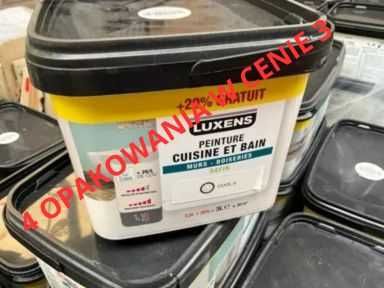 +20% GRATUIT
LUXENS
PEINTURE
CUISINE ET BAIN
MURS - BOISERIES
SATIN
4 OPAKOWANIA W CENIE 3